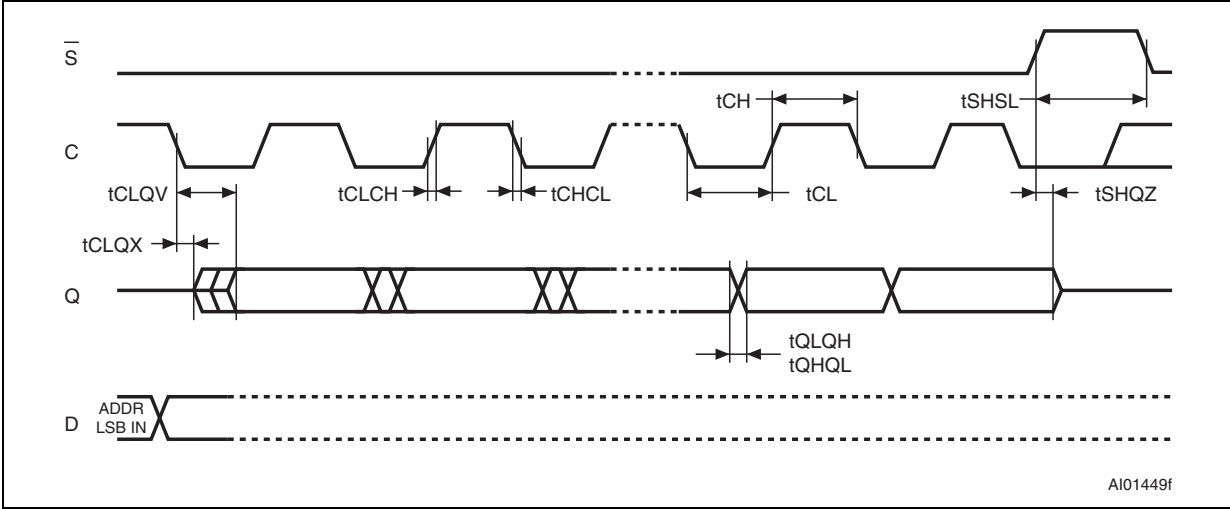 S
tCH
tSHSL
C
tCLQV
tCLCH
tCHCL
tCL
tSHQZ
tCLQX
Q
tQLQH
tQHQL
D
ADDR
LSB IN
AI01449f